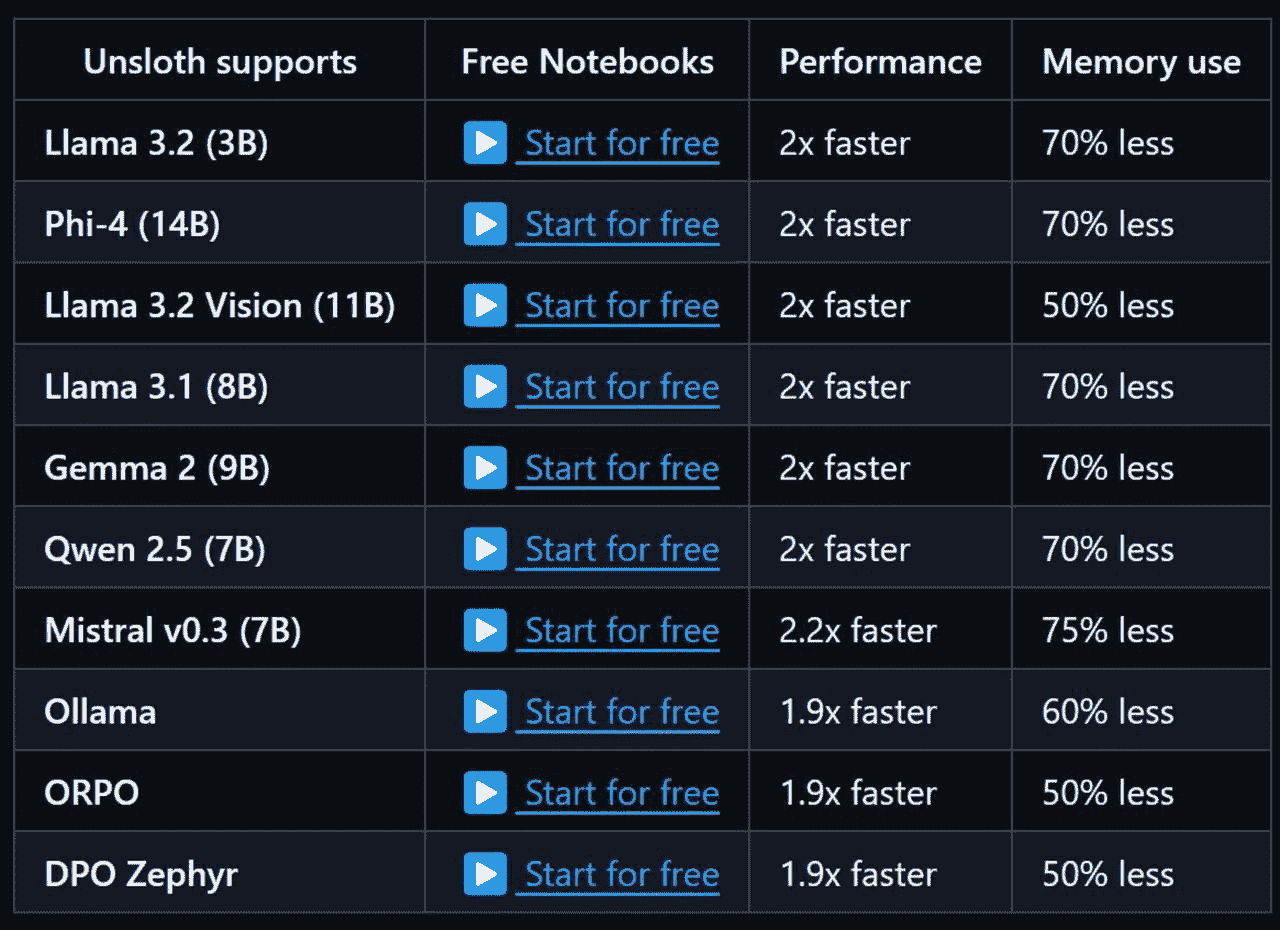 Unsloth supports Free Notebooks Performance Memory use
Llama 3.2 (3B) Start for free 2x faster 70% less
Phi-4 (14B) Start for free 2x faster 70% less
Llama 3.2 Vision (11B) Start for free 2x faster 50% less
Llama 3.1 (8B) Start for free 2x faster 70% less
Gemma 2 (9B) Start for free 2x faster 70% less
Qwen 2.5 (7B) Start for free 2x faster 70% less
Mistral v0.3 (7B) Start for free 2.2x faster 75% less
Ollama Start for free 1.9x faster 60% less
ORPO Start for free 1.9x faster 50% less
DPO Zephyr Start for free 1.9x faster 50% less